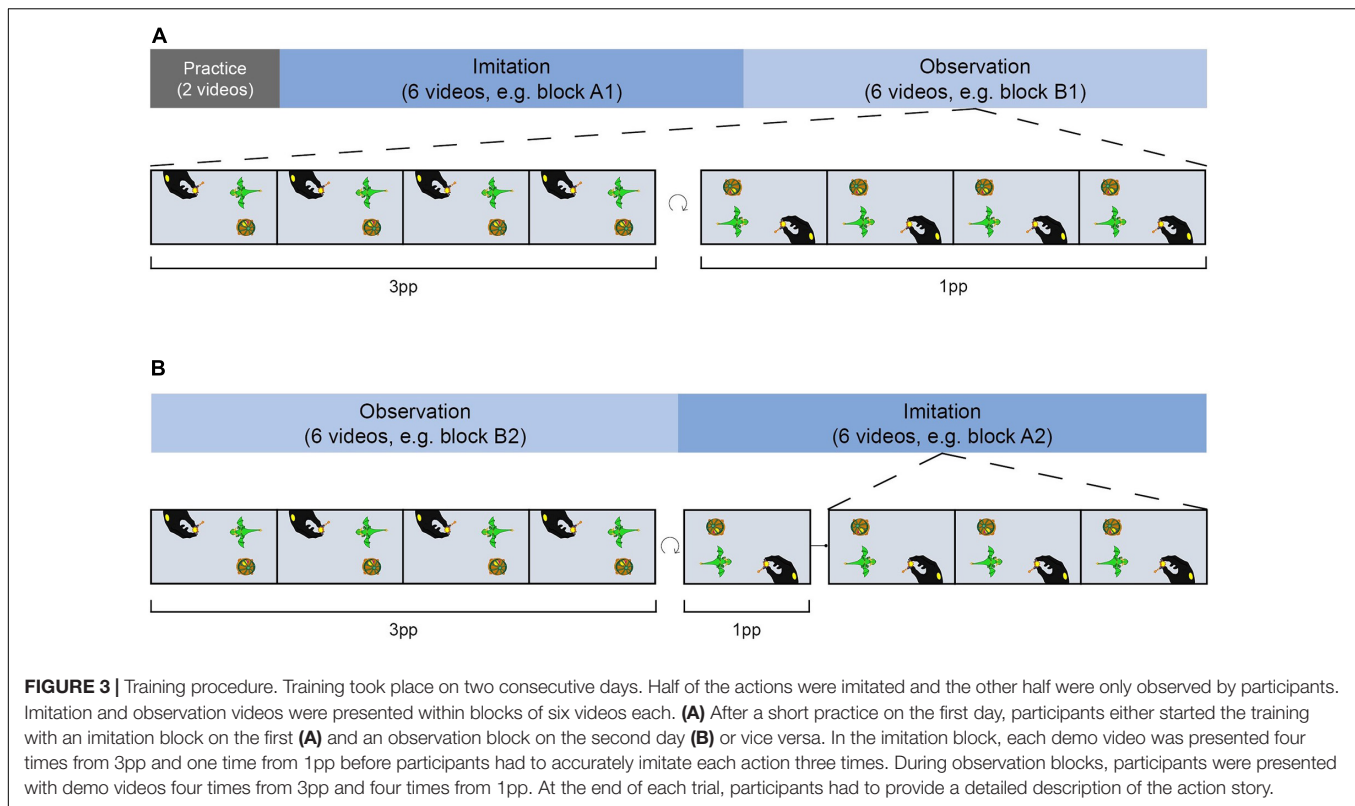 A
Practice
(2 videos)
Imitation
(6 videos, e.g. block A1)
Observation
(6 videos, e.g. block B1)
3pp
1pp
B
Observation
(6 videos, e.g. block B2)
Imitation
(6 videos, e.g. block A2)
3pp
1pp
FIGURE 3 | Training procedure. Training took place on two consecutive days. Half of the actions were imitated and the other half were only observed by participants.
Imitation and observation videos were presented within blocks of six videos each. (A) After a short practice on the first day, participants either started the training
with an imitation block on the first (A) and an observation block on the second day (B) or vice versa. In the imitation block, each demo video was presented four
times from 3pp and one time from 1pp before participants had to accurately imitate each action three times. During observation blocks, participants were presented
with demo videos four times from 3pp and four times from 1pp. At the end of each trial, participants had to provide a detailed description of the action story.